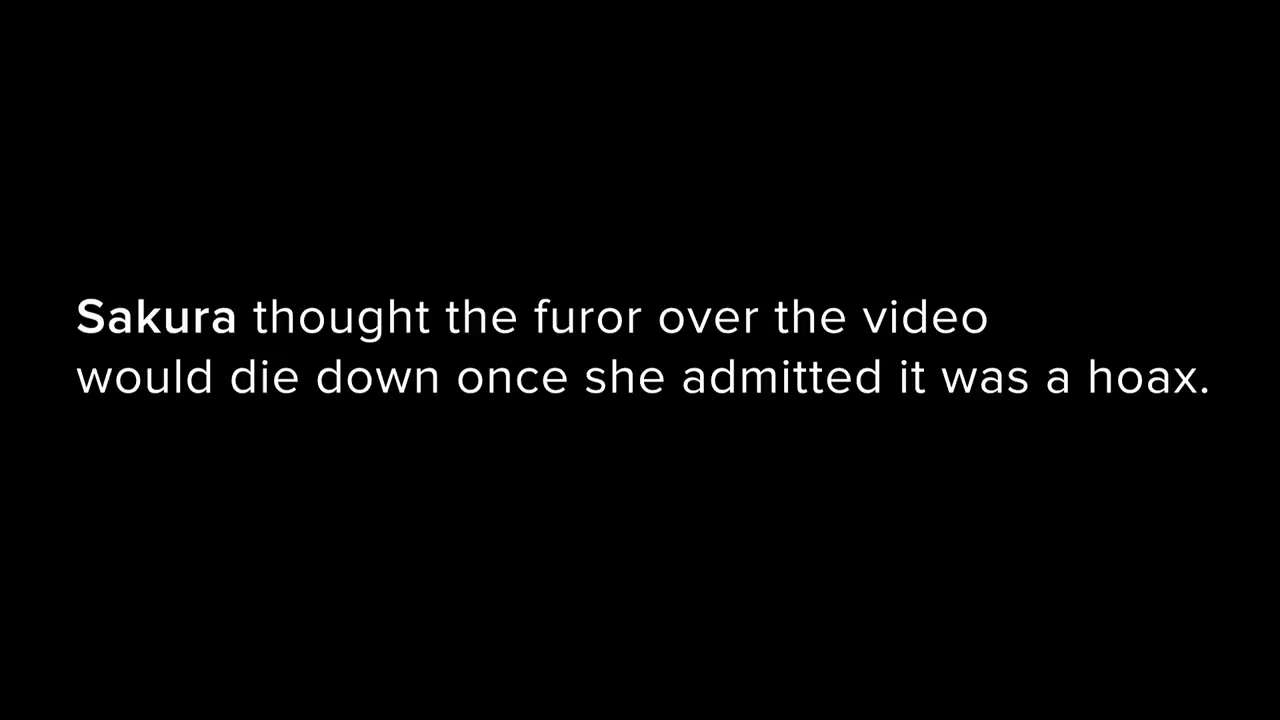 Sakura thought the furor over the video
would die down once she admitted it was a hoax.